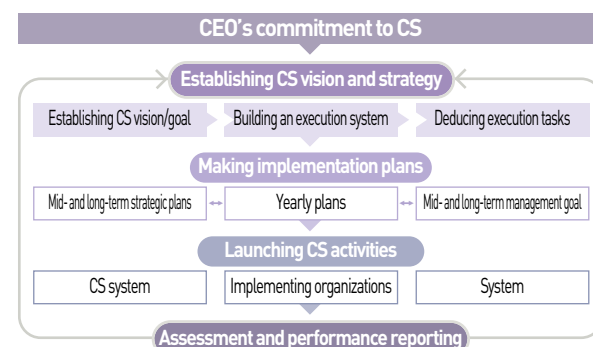 CEO's commitment to CS
Establishing CS vision and strategy
Establishing CS vision/goal Building an execution system Deducing execution tasks
Making implementation plans
Mid- and long-term strategic plans Yearly plans Mid- and long-term management goal
Launching CS activities
CS system Implementing organizations System
Assessment and performance reporting